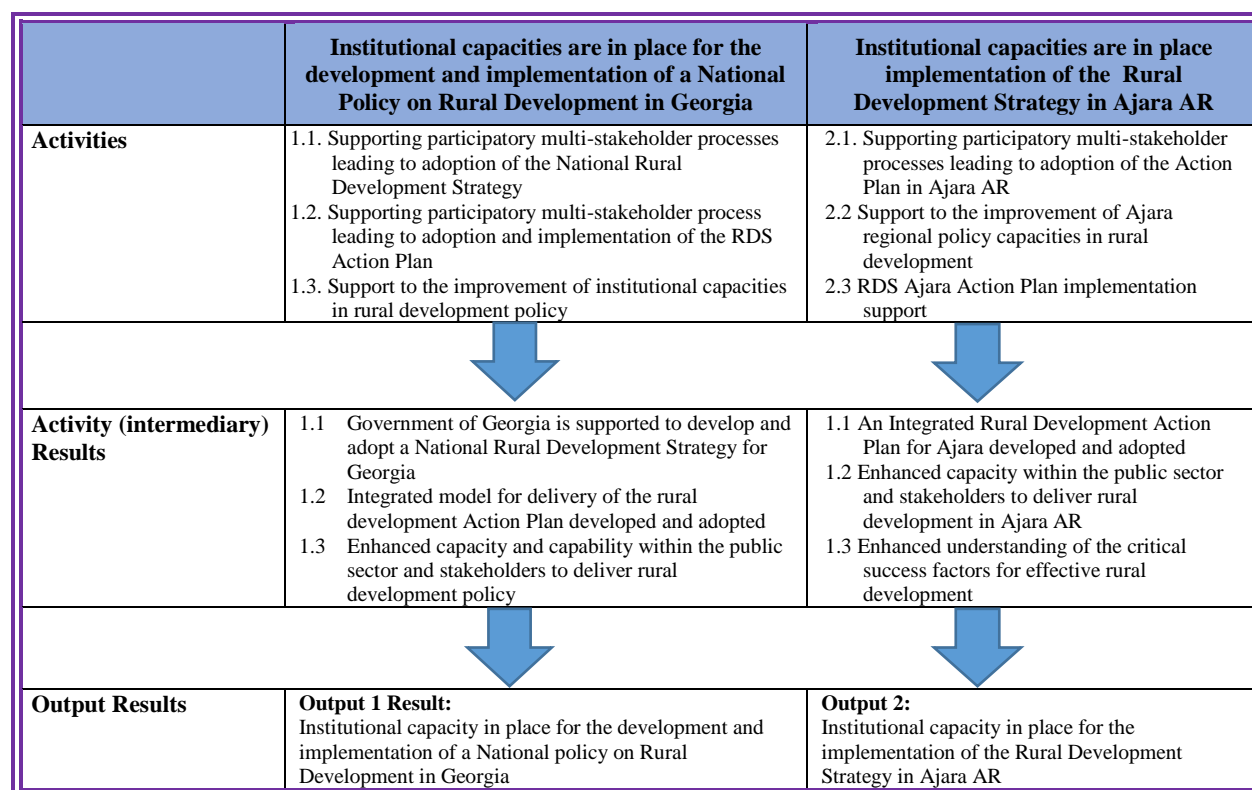 Institutional capacities are in place for the
development and implementation of a National
Policy on Rural Development in Georgia
Institutional capacities are in place
implementation of the Rural
Development Strategy in Ajara AR
Activities
1.1. Supporting participatory multi-stakeholder processes
leading to adoption of the National Rural
Development Strategy
1.2. Supporting participatory multi-stakeholder process
leading to adoption and implementation of the RDS
Action Plan
1.3. Support to the improvement of institutional capacities
in rural development policy
2.1. Supporting participatory multi-stakeholder
processes leading to adoption of the Action
Plan in Ajara AR
2.2 Support to the improvement of Ajara
regional policy capacities in rural
development
2.3 RDS Ajara Action Plan implementation
support
Activity (intermediary)
Results
1.1 Government of Georgia is supported to develop and
adopt a National Rural Development Strategy for
Georgia
1.2 Integrated model for delivery of the rural
development Action Plan developed and adopted
1.3 Enhanced capacity and capability within the public
sector and stakeholders to deliver rural
development policy
1.1 An Integrated Rural Development Action
Plan for Ajara developed and adopted
1.2 Enhanced capacity within the public sector
and stakeholders to deliver rural
development in Ajara AR
1.3 Enhanced understanding of the critical
success factors for effective rural
development
Output Results
Output 1 Result:
Institutional capacity in place for the development and
implementation of a National policy on Rural
Development in Georgia
Output 2:
Institutional capacity in place for the
implementation of the Rural Development
Strategy in Ajara AR